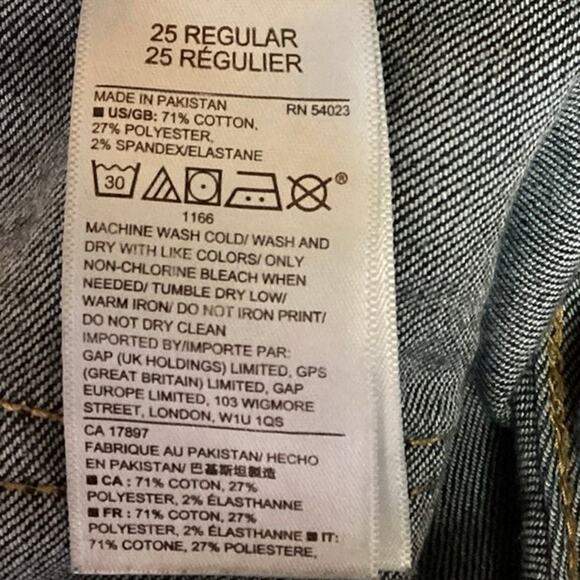 25 REGULAR
25 RÉGULIER
MADE IN PAKISTAN RN 54023
■ US/GB: 71% COTTON,
27% POLYESTER,
2% SPANDEX/ELASTANE
30
®
1166
MACHINE WASH COLD/ WASH AND
DRY WITH LIKE COLORS/ ONLY
NON-CHLORINE BLEACH WHEN
NEEDED/ TUMBLE DRY LOW/
WARM IRON/ DO NOT IRON PRINT/
DO NOT DRY CLEAN
IMPORTED BY/IMPORTE PAR:
GAP (UK HOLDINGS) LIMITED, GPS
(GREAT BRITAIN) LIMITED, GAP
EUROPE LIMITED, 103 WIGMORE
STREET, LONDON, W1U 1QS
CA 17897
FABRIQUE AU PAKISTAN/ HECHO
EN PAKISTAN/ 巴基斯坦製造
■ CA : 71% COTON, 27%
POLYESTER, 2% ÉLASTHANNE
■ FR : 71% COTON, 27%
POLYESTER, 2% ÉLASTHANNE ■ IT:
71% COTONE, 27% POLIESTERE,